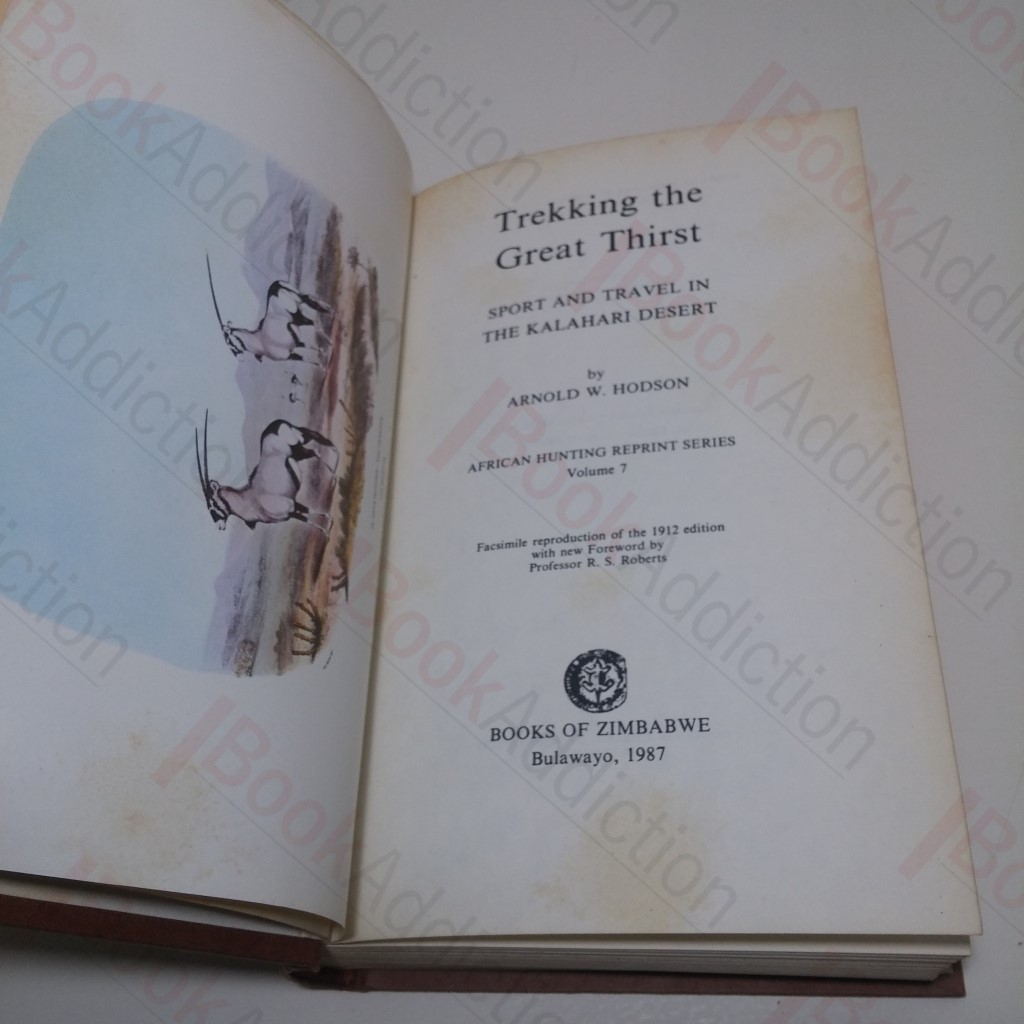 Trekking the
Great Thirst
SPORT AND TRAVEL IN
THE KALAHARI DESERT
by
ARNOLD W. HODSON
AFRICAN HUNTING REPRINT SERIES
Volume 7
Facsimile reproduction of the 1912 edition
with new Foreword by
Professor R. S. Roberts
BOOKS OF ZIMBABWE
Bulawayo, 1987
BookAddiction